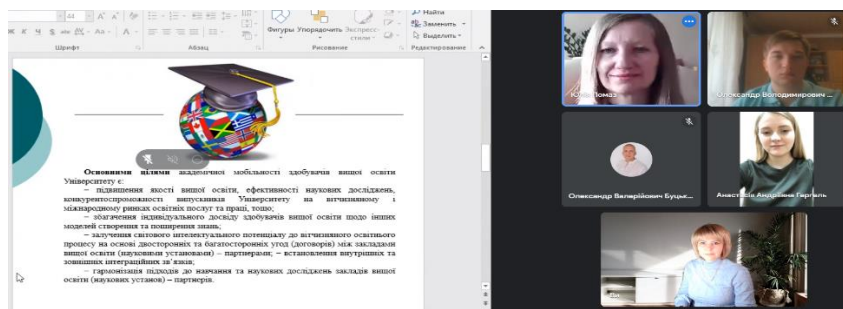 44
Ж К Ч S abc Aa A
Шрифт
Абзац
Фигуры Упорядочить Экспресс-
стили
Рисование
Найти
Заменить
Выделить
Редактирование
Основними цілями академічної мобільності здобувачів вищої освіти
Університету є:
– підвищення якості вищої освіти, ефективності наукових досліджень,
конкурентоспроможності випускників Університету на вітчизняному і
міжнародному ринках освітніх послуг та праці, тощо;
– збагачення індивідуального досвіду здобувачів вищої освіти щодо інших
моделей створення та поширення знань;
– залучення світового інтелектуального потенціалу до вітчизняного освітнього
процесу на основі двосторонніх та багатосторонніх угод (договорів) між закладами
вищої освіти (науковими установами) – партнерами; – встановлення внутрішніх та
зовнішніх інтеграційних зв’язків;
– гармонізація підходів до навчання та наукових досліджень закладів вищої
освіти (наукових установ) – партнерів.
Помаз
Олександр Володимирович ...
Олександр Валерійович Буцьк...
Анастасія Андріївна